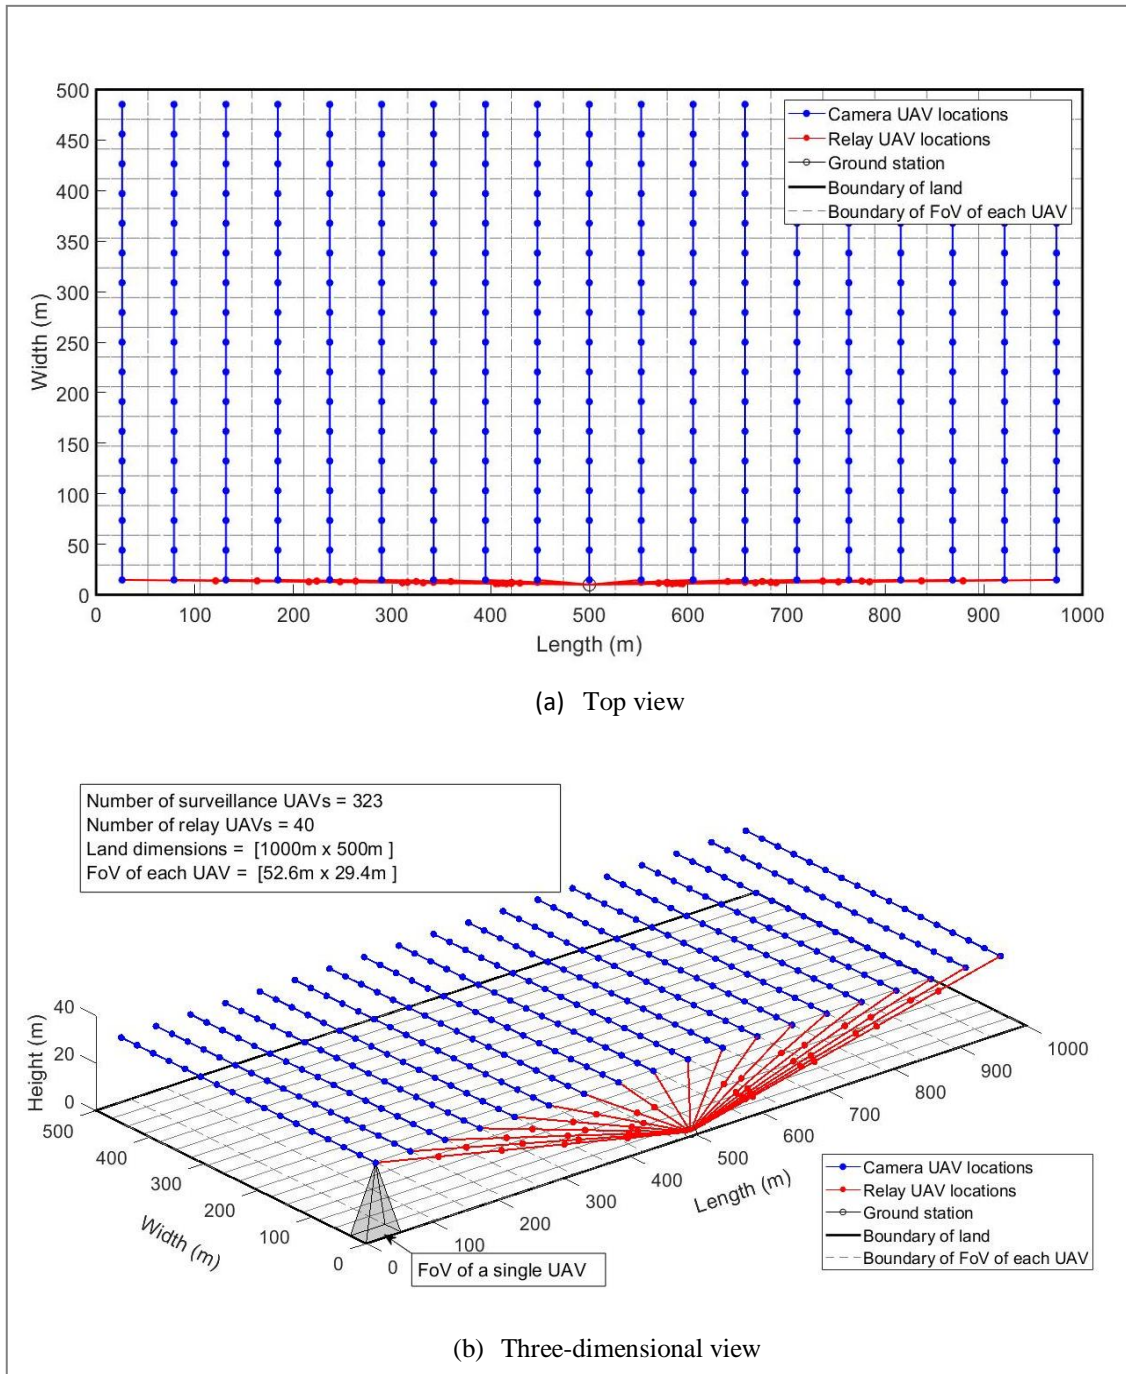 500
450
400
350
300
250
200
150
100
50
0
Width (m)
Camera UAV locations
Relay UAV locations
Ground station
Boundary of land
Boundary of FoV of each UAV
0 100 200 300 400 500 600 700 800 900 1000
Length (m)
(a) Top view
Number of surveillance UAVs = 323
Number of relay UAVs = 40
Land dimensions = [1000m x 500m ]
FoV of each UAV = [52.6m x 29.4m ]
40
20
0
Height (m)
500
400
300
200
100
0
Width (m)
0
100
200
300
400
500
600
700
800
900
1000
Length (m)
FoV of a single UAV
Camera UAV locations
Relay UAV locations
Ground station
Boundary of land
Boundary of FoV of each UAV
(b) Three-dimensional view